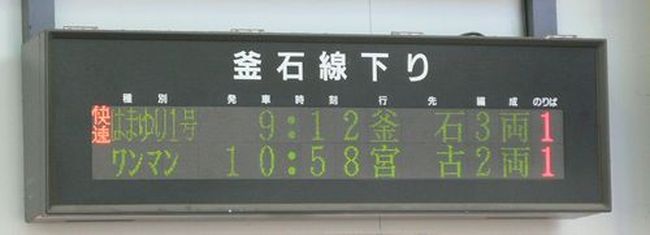 釜石線下り
種別 発車時刻 行先 編成 のりば
快速 はまゆり1号 9:12 釜石 3両 1
ワンマン 10:58 宮古 2両 1